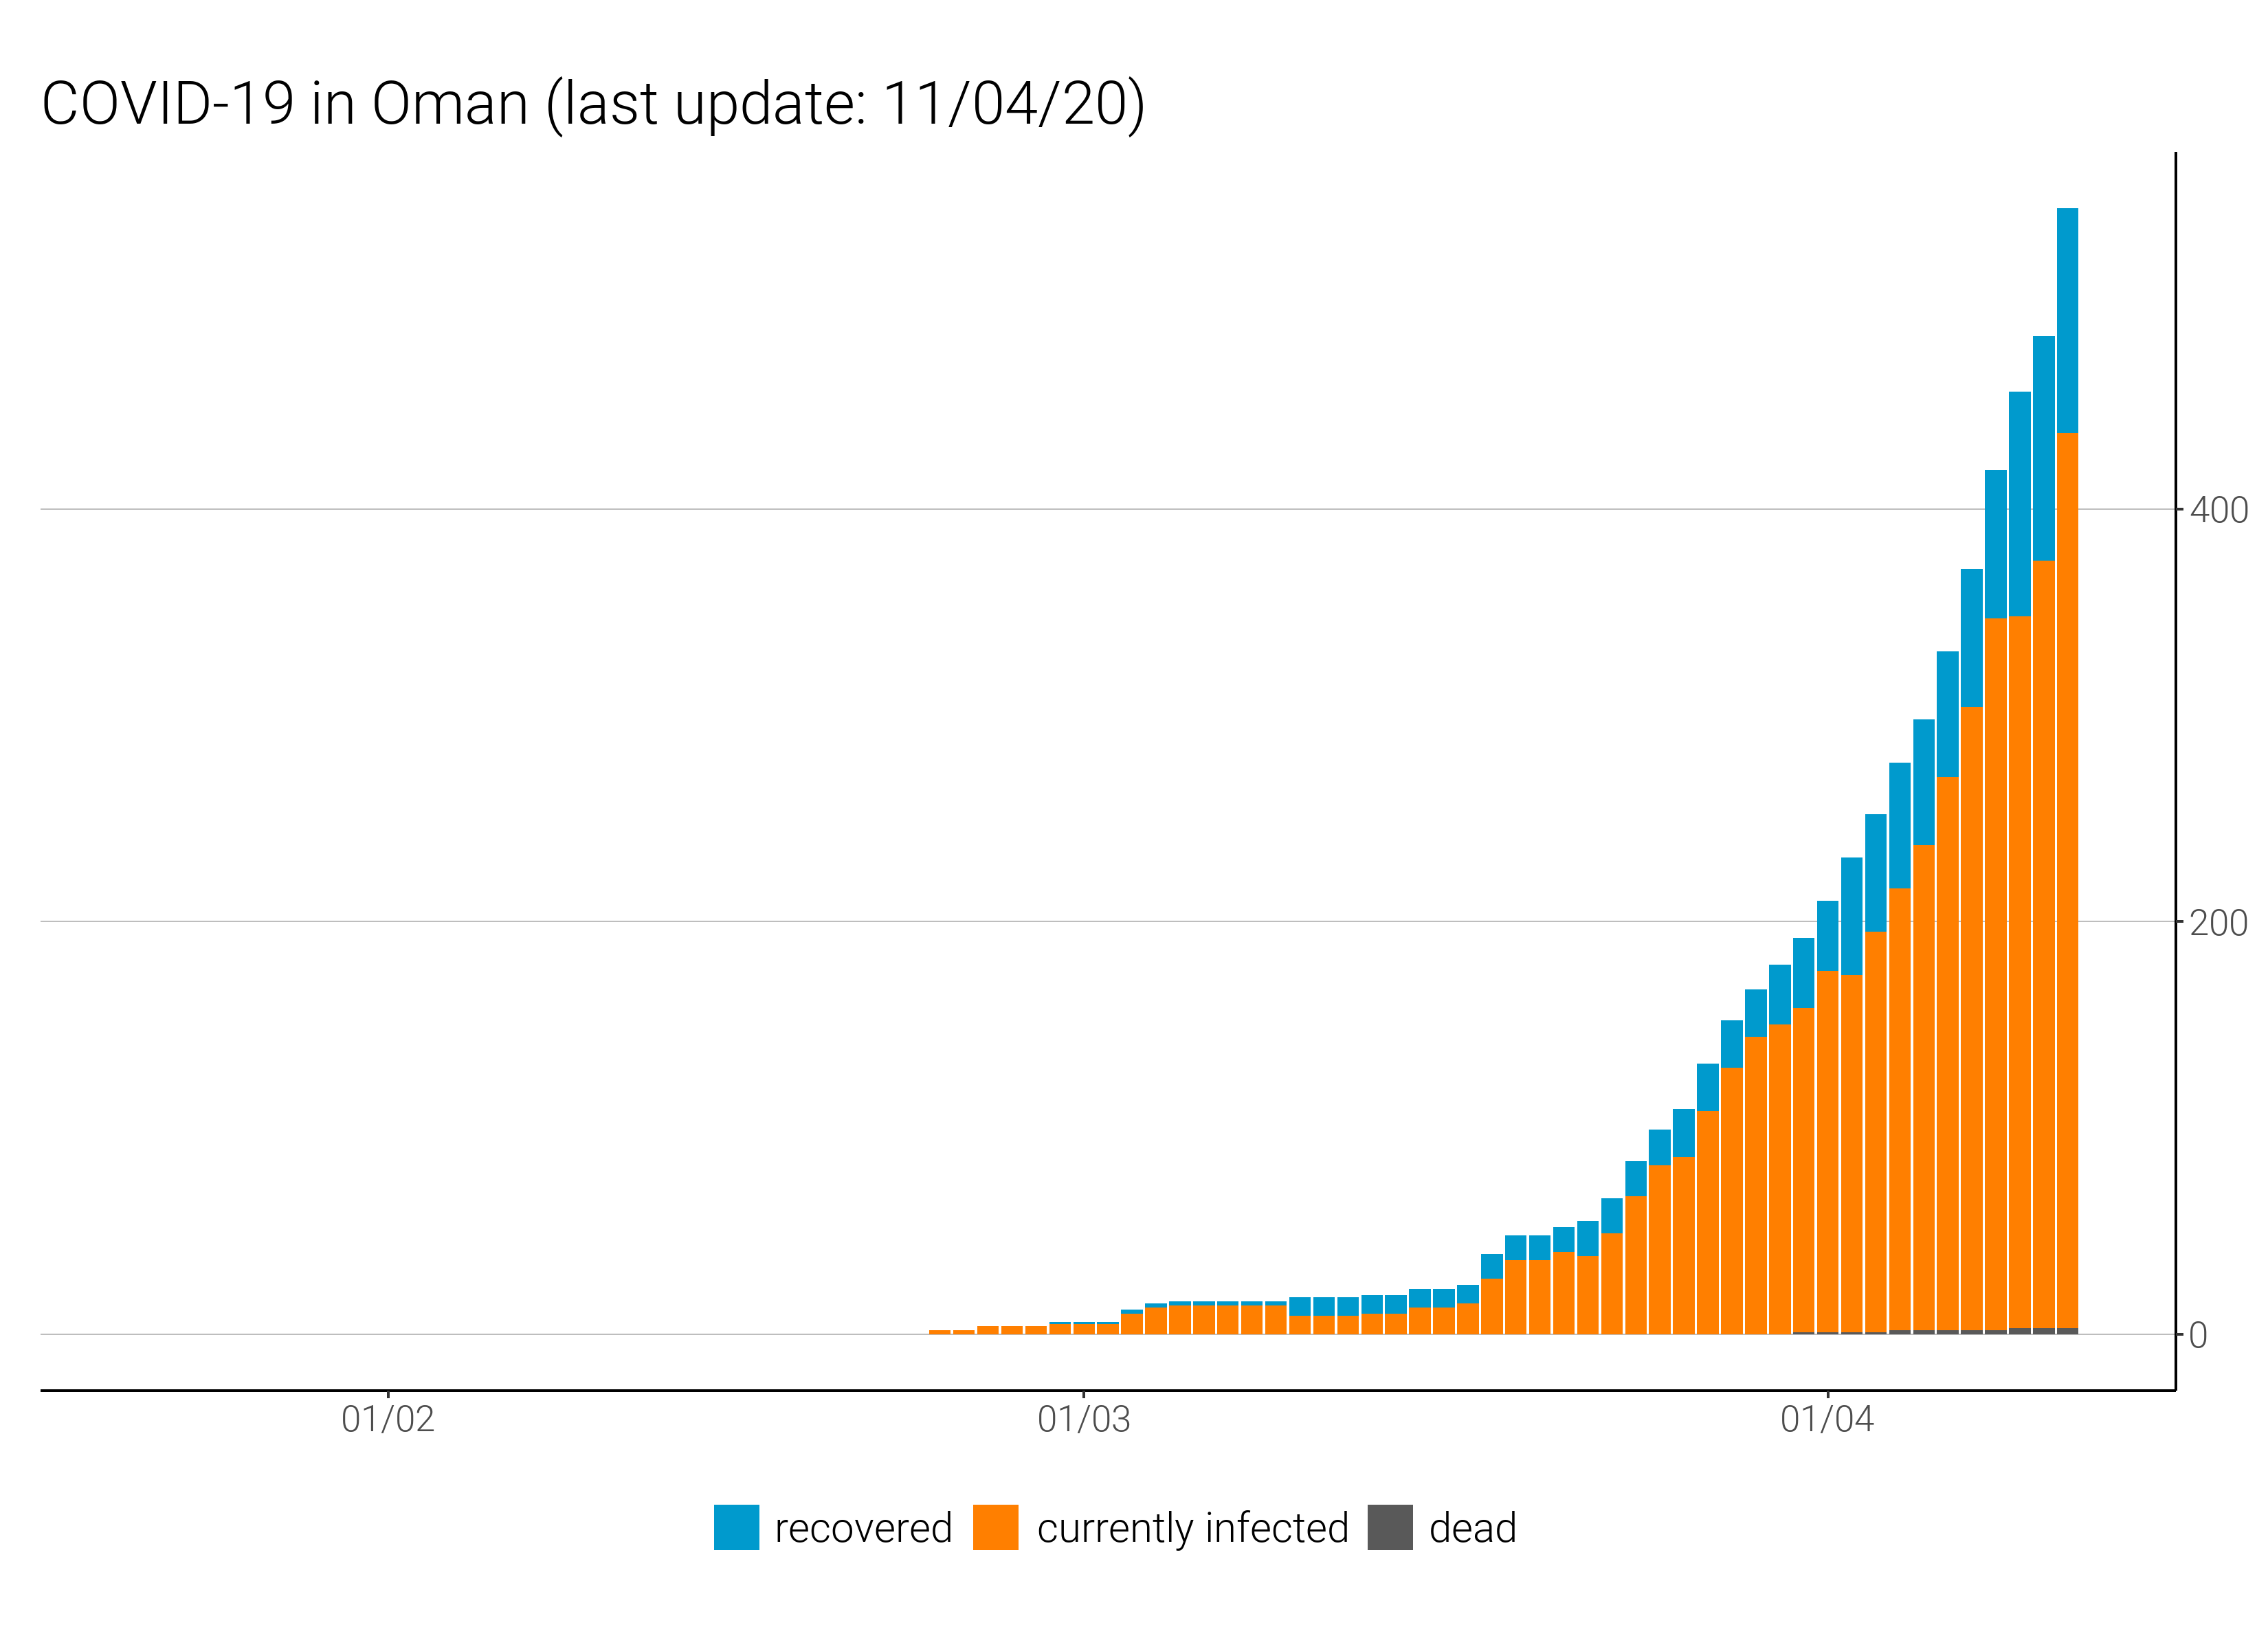 COVID-19 in Oman (last update: 11/04/20)
400
200
0
01/02 01/03 01/04
recovered currently infected dead